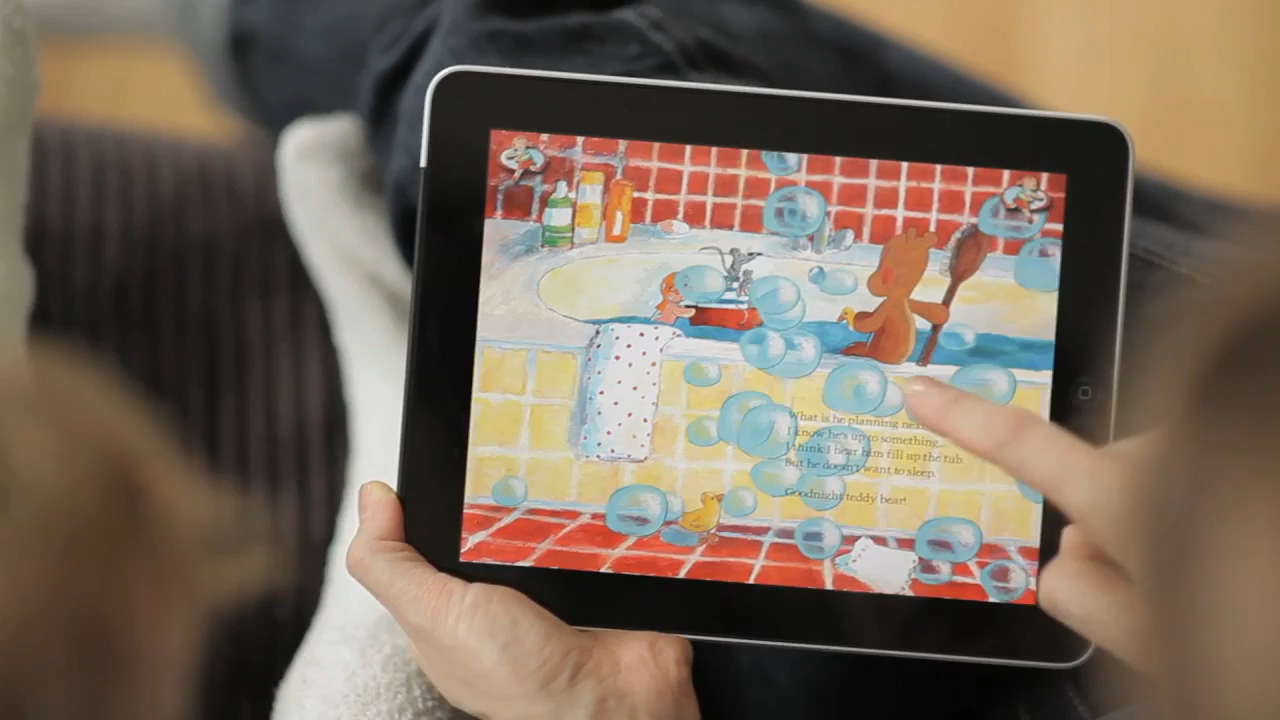 What is he planning next
I know he's up to something...
I think I hear him fill up the tub.
But he doesn't want to sleep.
Goodnight teddy bear!